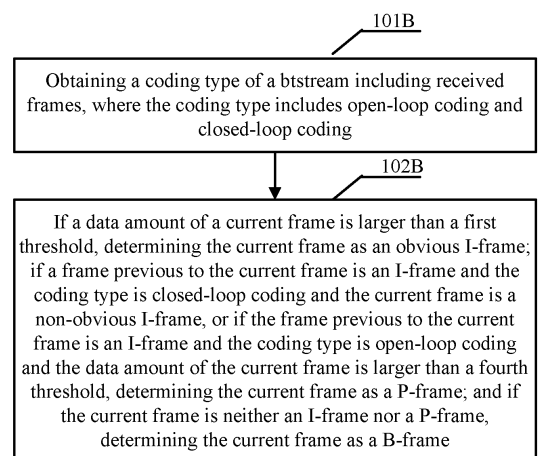 101B
Obtaining a coding type of a btstream including received
frames, where the coding type includes open-loop coding and
closed-loop coding
102B
If a data amount of a current frame is larger than a first
threshold, determining the current frame as an obvious I-frame;
if a frame previous to the current frame is an I-frame and the
coding type is closed-loop coding and the current frame is a
non-obvious I-frame, or if the frame previous to the current
frame is an I-frame and the coding type is open-loop coding
and the data amount of the current frame is larger than a fourth
threshold, determining the current frame as a P-frame; and if
the current frame is neither an I-frame nor a P-frame,
determining the current frame as a B-frame